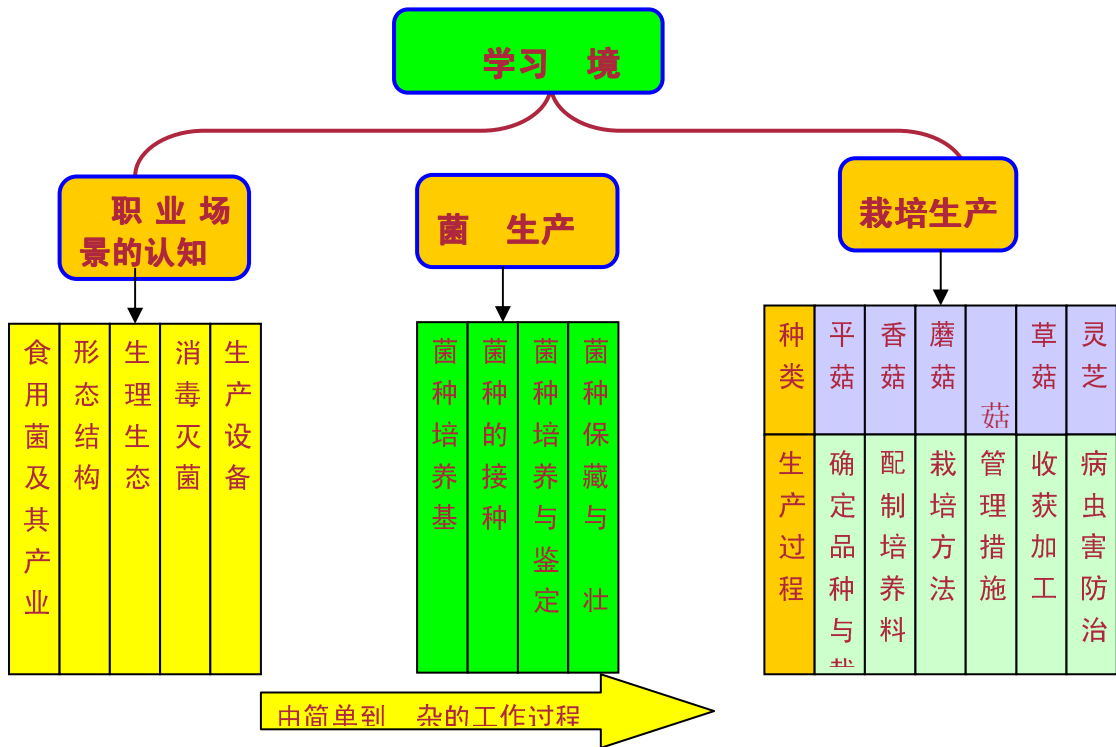 学习 境
职 业 场
景的认知
菌 生产
栽培生产
食用菌及其产业
形态结构
生理生态
消毒灭菌
生产设备
菌种培养基
菌种的接种
菌种培养与鉴定
菌种保藏与 壮
种类
平菇
香菇
蘑菇
菇
草菇
灵芝
生产过程
确定品种与栽
配制培养料
栽培方法
管理措施
收获加工
病虫害防治
由简单到 杂的工作过程